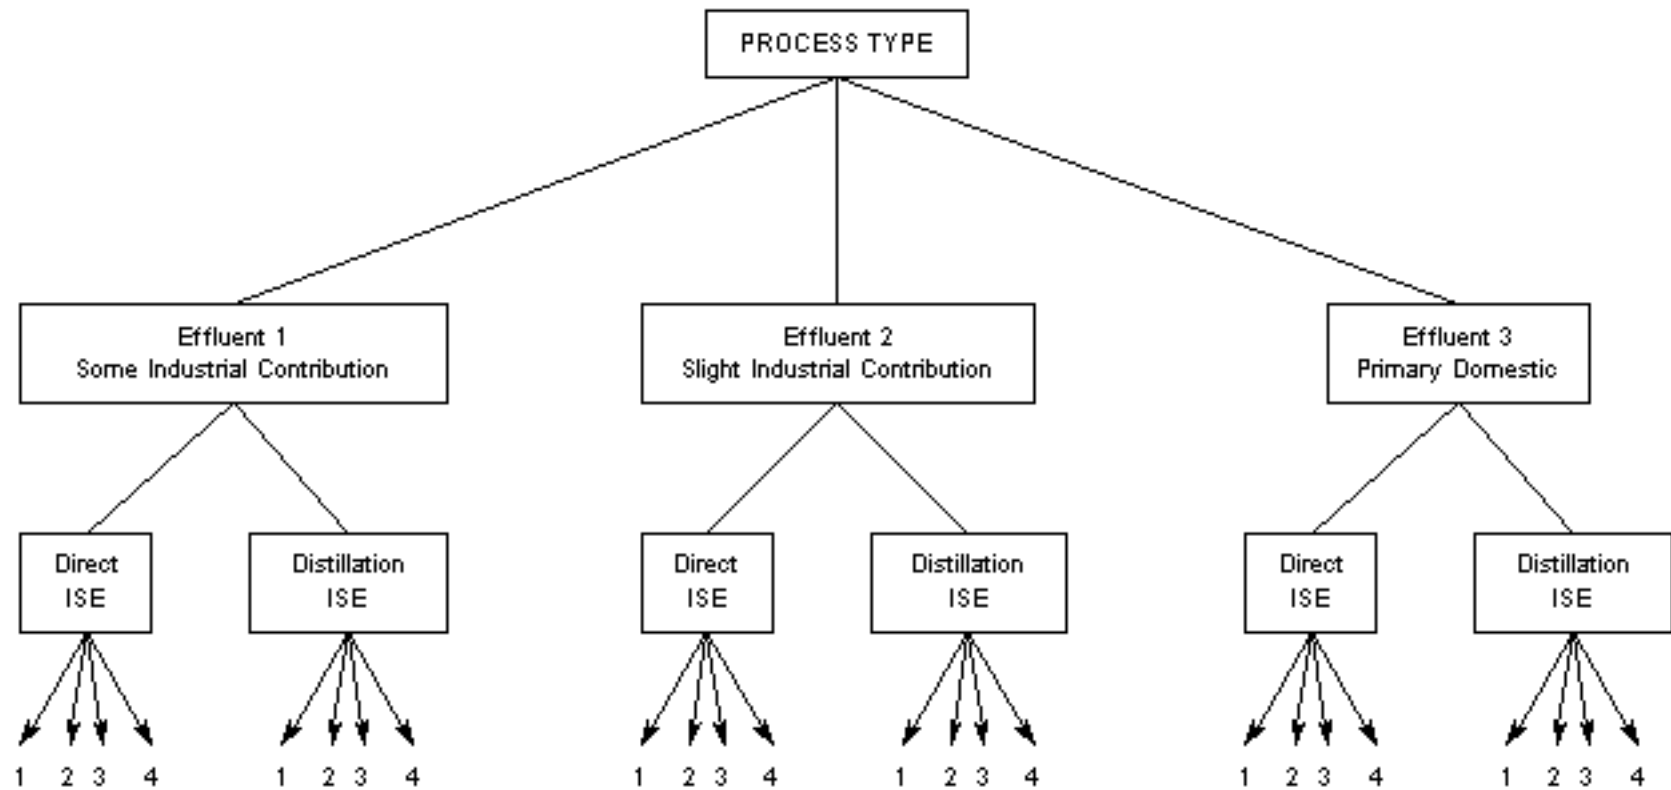 PROCESS TYPE
Effluent 1
Some Industrial Contribution
Effluent 2
Slight Industrial Contribution
Effluent 3
Primary Domestic
Direct
ISE
Distillation
ISE
Direct
ISE
Distillation
ISE
Direct
ISE
Distillation
ISE
1 2 3 4
1 2 3 4
1 2 3 4
1 2 3 4
1 2 3 4
1 2 3 4